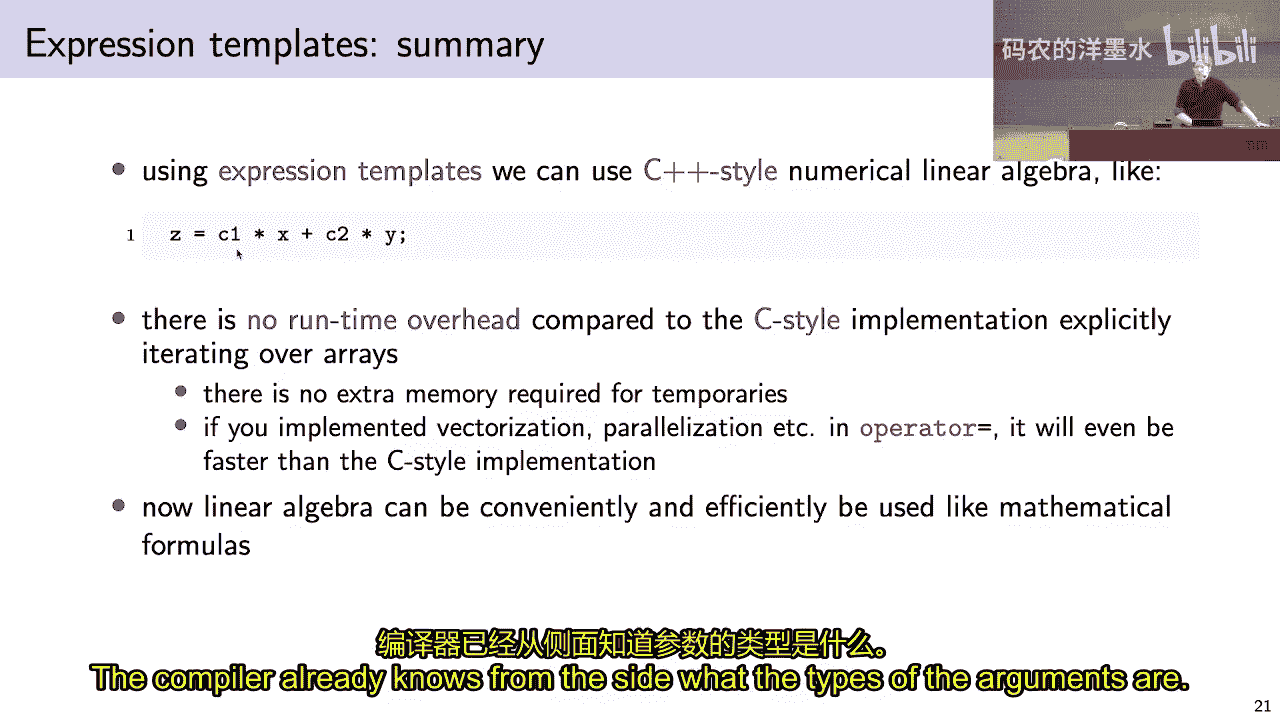 Expression templates: summary
码农的洋墨水 bilibili
• using expression templates we can use C++-style numerical linear algebra, like:
1 z = c1 * x + c2 * y;
• there is no run-time overhead compared to the C-style implementation explicitly
iterating over arrays
• there is no extra memory required for temporaries
• if you implemented vectorization, parallelization etc. in operator=, it will even be
faster than the C-style implementation
• now linear algebra can be conveniently and efficiently be used like mathematical
formulas
编译器已经从侧面知道参数的类型是什么。
The compiler already knows from the side what the types of the arguments are.
21